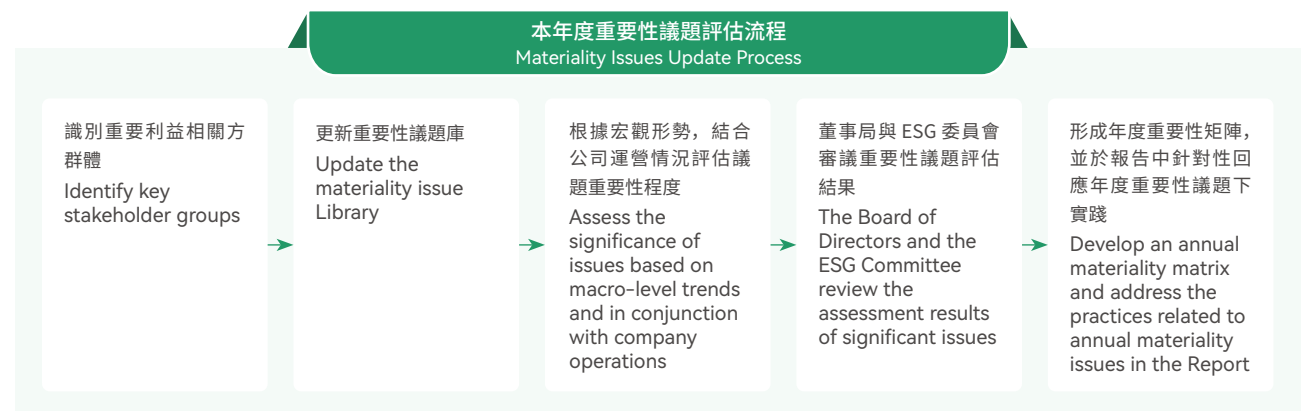 本年度重要性議題評估流程
Materiality Issues Update Process
識別重要利益相關方
群體
Identify key
stakeholder groups
更新重要性議題庫
Update the
materiality issue
Library
根據宏觀形勢，結合
公司運營情況評估議
題重要性程度
Assess the
significance of
issues based on
macro-level trends
and in conjunction
with company
operations
董事局與 ESG 委員會
審議重要性議題評估
結果
The Board of
Directors and the
ESG Committee
review the
assessment results
of significant issues
形成年度重要性矩陣，
並於報告中針對性回
應年度重要性議題下
實踐
Develop an annual
materiality matrix
and address the
practices related to
annual materiality
issues in the Report